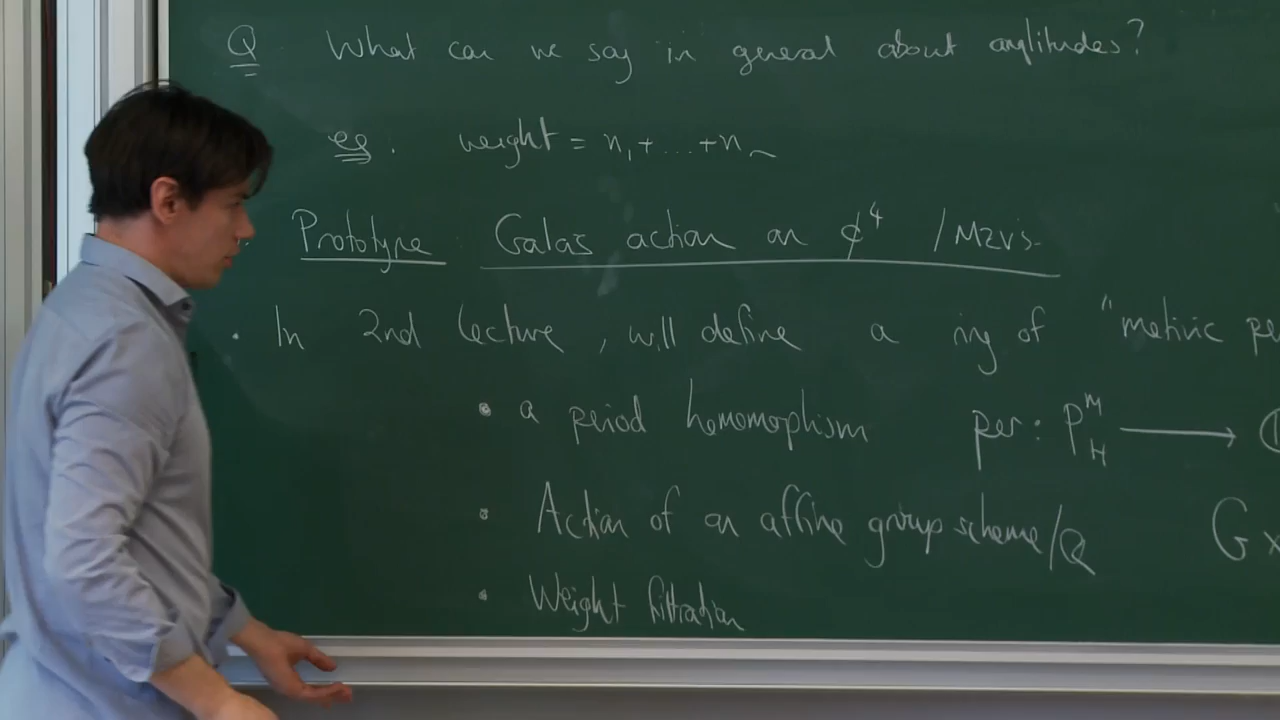 Q What can we say in general about amplitudes?
eg. weight = n₁ + ... + nᵣ
Prototype Galois action on φ⁴ / MZV's
• In 2nd lecture, will define a ring of "motivic pe
• a period homomorphism per : P^m_H →
• Action of an affine group scheme/Q G ×
• Weight filtration